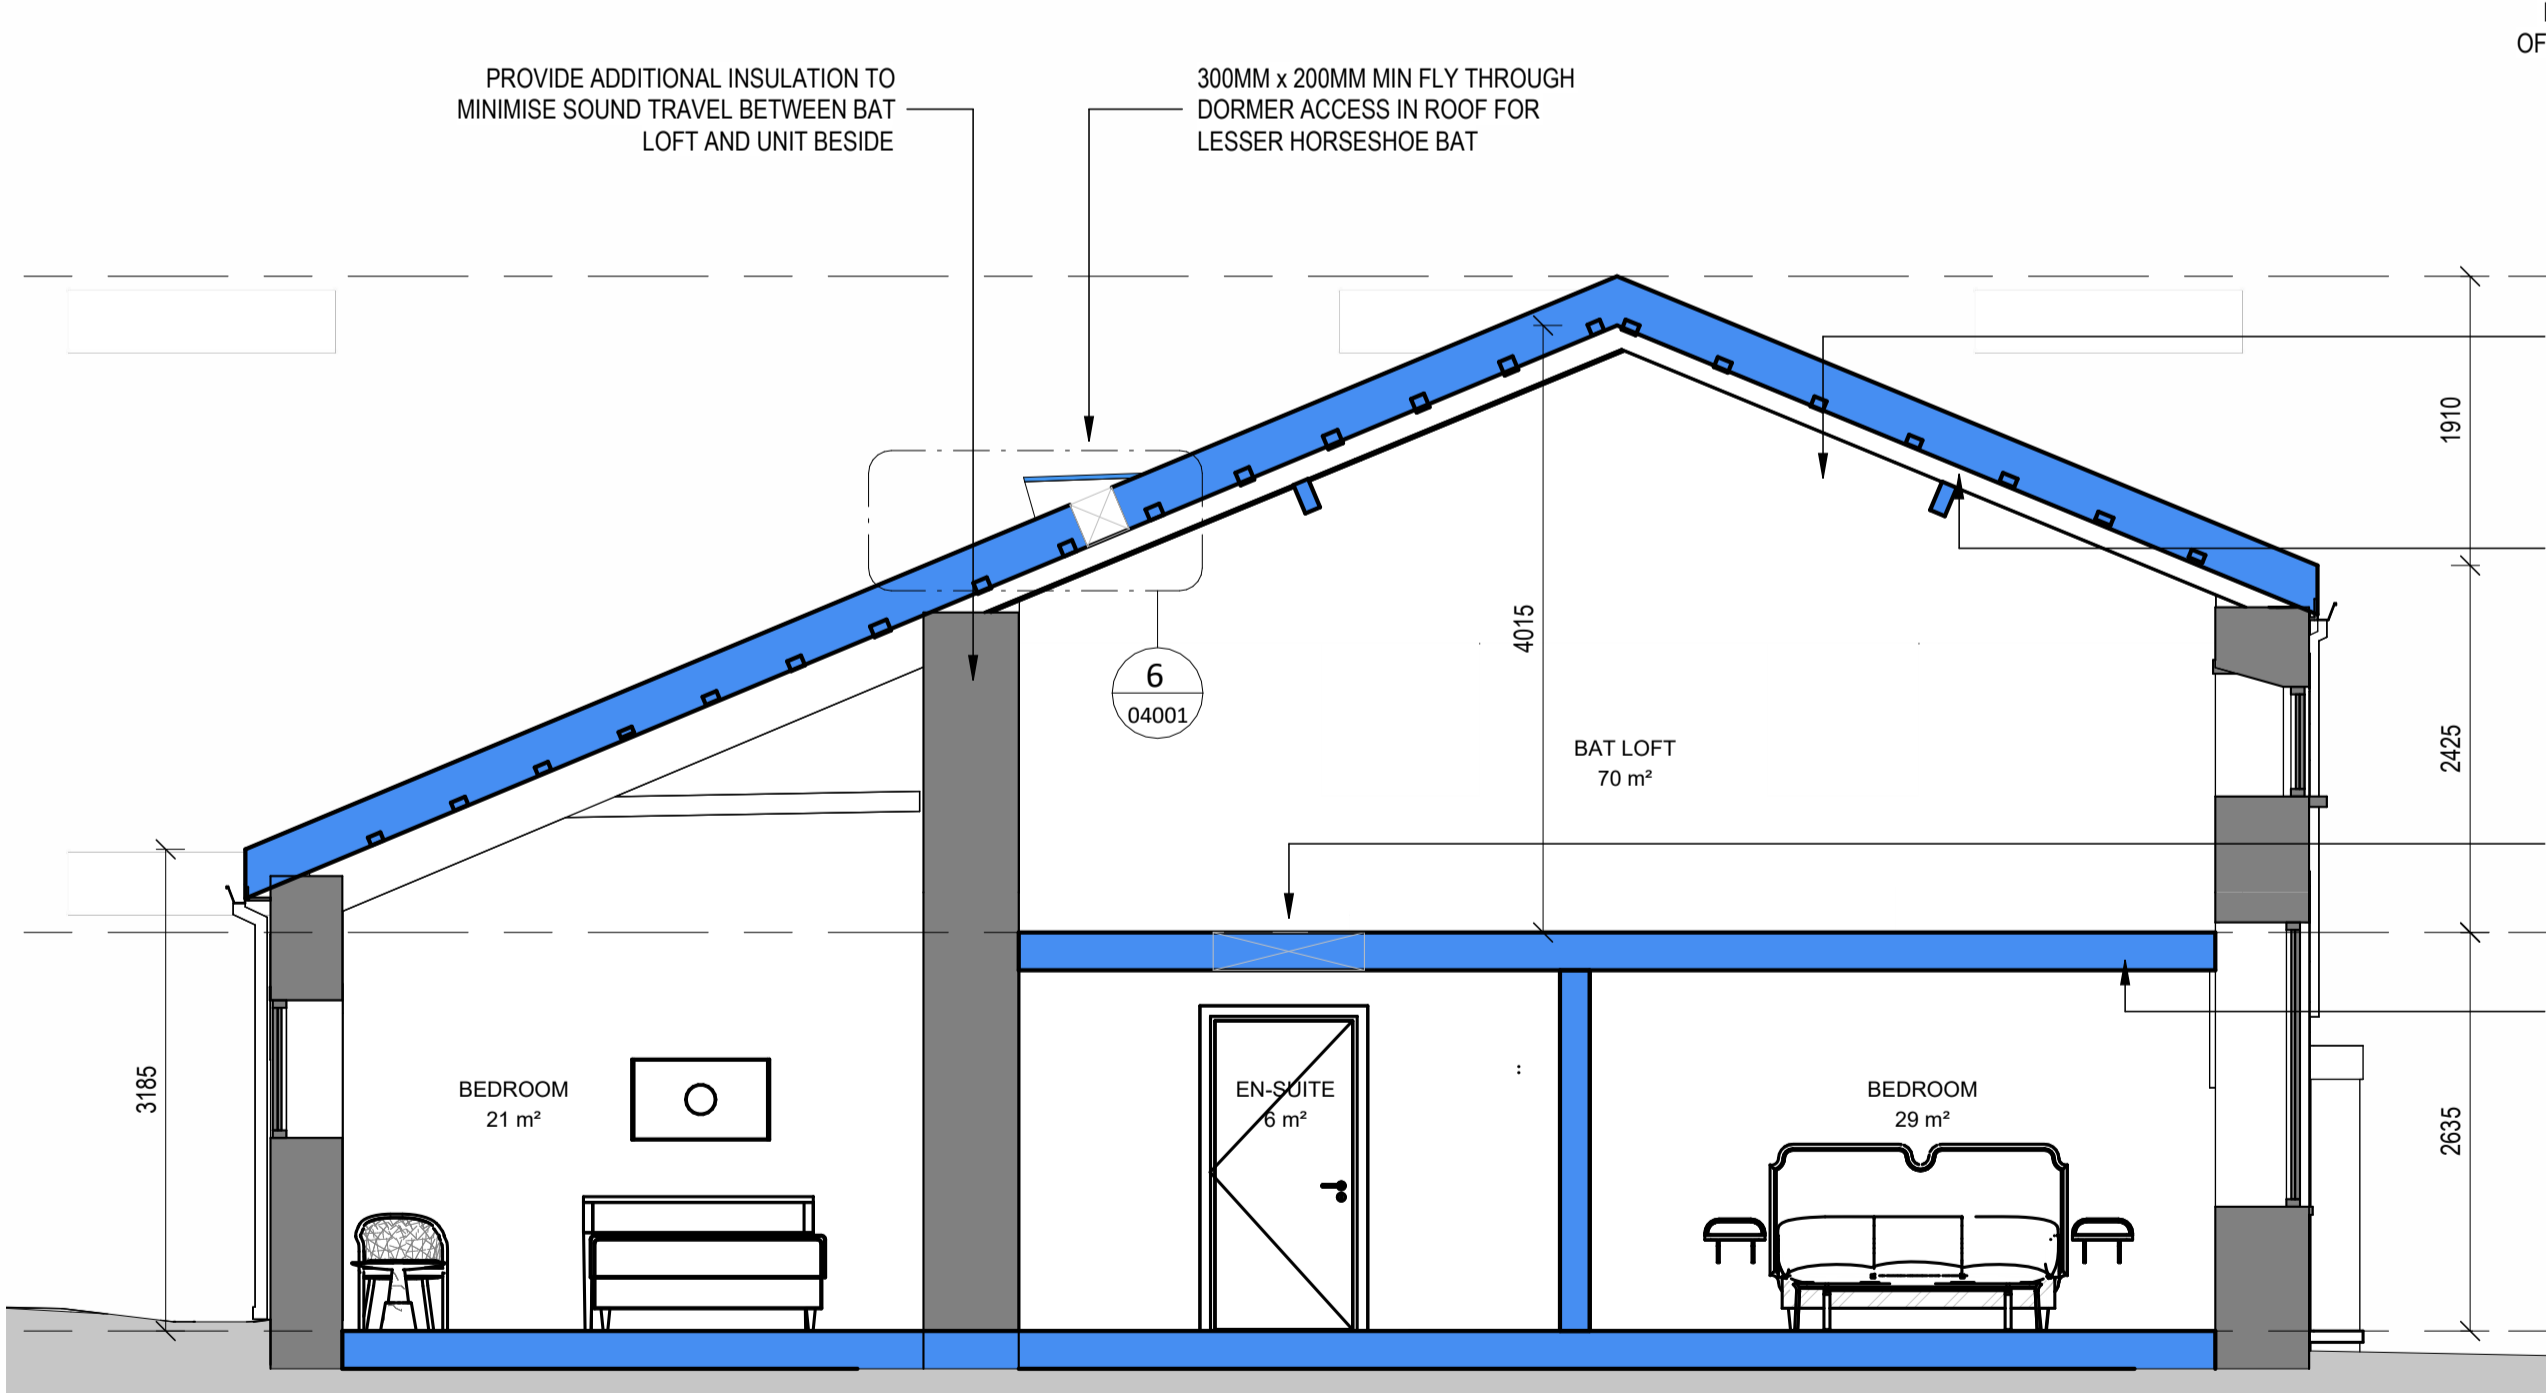 OF
PROVIDE ADDITIONAL INSULATION TO
MINIMISE SOUND TRAVEL BETWEEN BAT
LOFT AND UNIT BESIDE
300MM x 200MM MIN FLY THROUGH
DORMER ACCESS IN ROOF FOR
LESSER HORSESHOE BAT
1910
4015
6
04001
BAT LOFT
70 m²
2425
3185
BEDROOM
21 m²
EN-SUITE
6 m²
BEDROOM
29 m²
2635